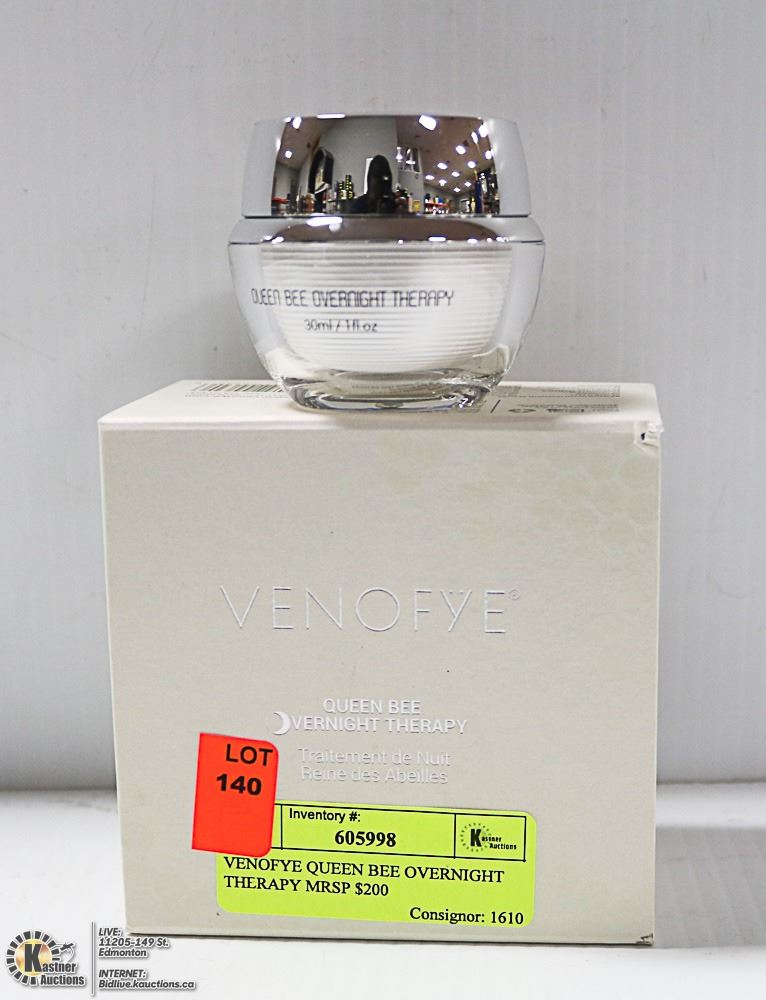 QUEEN BEE OVERNIGHT THERAPY
30ml / 1fl.oz
VENOFŸE®
QUEEN BEE
OVERNIGHT THERAPY
Traitement de Nuit
Reine des Abeilles
LOT
140
Inventory #:
605998
Kastner
Auctions
VENOFYE QUEEN BEE OVERNIGHT
THERAPY MRSP $200
Consignor: 1610
Kastner
Auctions
LIVE:
11205-149 St.
Edmonton
INTERNET:
Bidlive.kauctions.ca